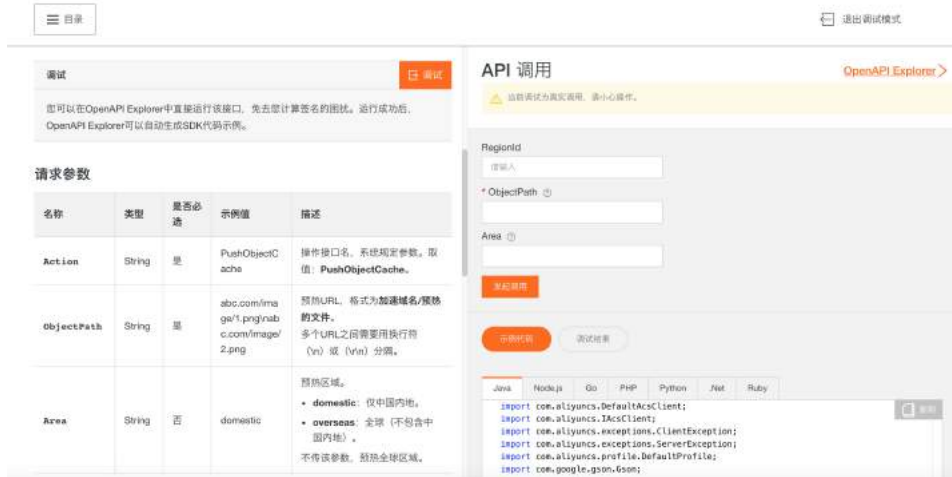 目录
退出调试模式
调试
调试
您可以在OpenAPI Explorer中直接运行该接口，免去您计算签名的困扰。运行成功后，
OpenAPI Explorer可以自动生成SDK代码示例。
请求参数
名称 类型 是否必选 示例值 描述
Action String 是 PushObjectC
ache
操作接口名，系统规定参数。取
值：PushObjectCache。
ObjectPath String 是
abc.com/ima
ge/1.png\nab
c.com/image/
2.png
预热URL，格式为加速域名/预热
的文件。
多个URL之间需要用换行符
（\n）或（\r\n）分隔。
Area String 否 domestic
预热区域。
• domestic：仅中国内地。
• overseas：全球（不包含中
国内地）。
不传该参数，预热全球区域。
API 调用
OpenAPI Explorer
当前调试为真实调用，请小心操作。
RegionId
请输入
* ObjectPath
Area
发起调用
示例代码 调试结果
Java Node.js Go PHP Python .Net Ruby
复制
import com.aliyuncs.DefaultAcsClient;
import com.aliyuncs.IAcsClient;
import com.aliyuncs.exceptions.ClientException;
import com.aliyuncs.exceptions.ServerException;
import com.aliyuncs.profile.DefaultProfile;
import com.google.gson.Gson;